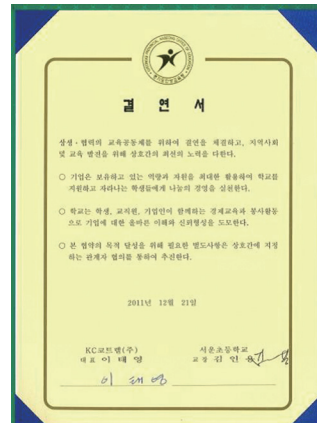 결 연 서
상생·협력의 교육공동체를 위하여 결연을 체결하고, 지역사회
및 교육 발전을 위해 상호간의 최선의 노력을 다한다.
○ 기업은 보유하고 있는 역량과 자원을 최대한 활용하여 학교를
지원하고 자라나는 학생들에게 나눔의 경영을 실천한다.
○ 학교는 학생, 교직원, 기업인이 함께하는 경제교육과 봉사활동
으로 기업에 대한 올바른 이해와 신뢰형성을 도모한다.
○ 본 협약의 목적 달성을 위해 필요한 별도사항은 상호간에 지정
하는 관계자 협의를 통하여 추진한다.
2011년 12월 21일
KC코트렐(주) 서운초등학교
대표 이 태 영 교장 김 인
이 태영